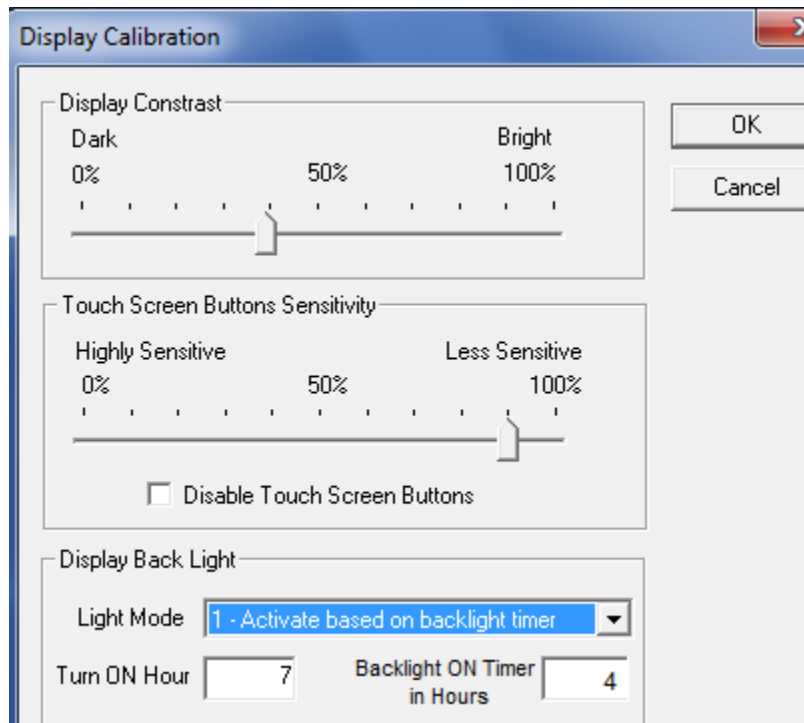 Display Calibration
Display Constrast
OK
Dark Bright
0% 50% 100%
Cancel
Touch Screen Buttons Sensitivity
Highly Sensitive Less Sensitive
0% 50% 100%
Disable Touch Screen Buttons
Display Back Light
Light Mode 1 - Activate based on backlight timer
Turn ON Hour 7 Backlight ON Timer
in Hours 4